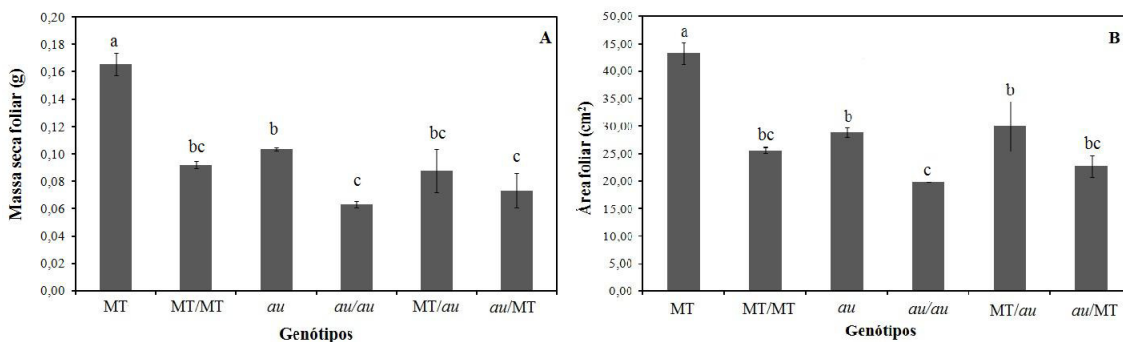 A
Massa seca foliar (g)
0,20
0,18
0,16
0,14
0,12
0,10
0,08
0,06
0,04
0,02
0,00
a
bc
b
c
bc
c
MT
MT/MT
au
au/au
MT/au
au/MT
Genótipos
B
Área foliar (cm²)
50,00
45,00
40,00
35,00
30,00
25,00
20,00
15,00
10,00
5,00
0,00
a
bc
b
c
b
bc
MT
MT/MT
au
au/au
MT/au
au/MT
Genótipos